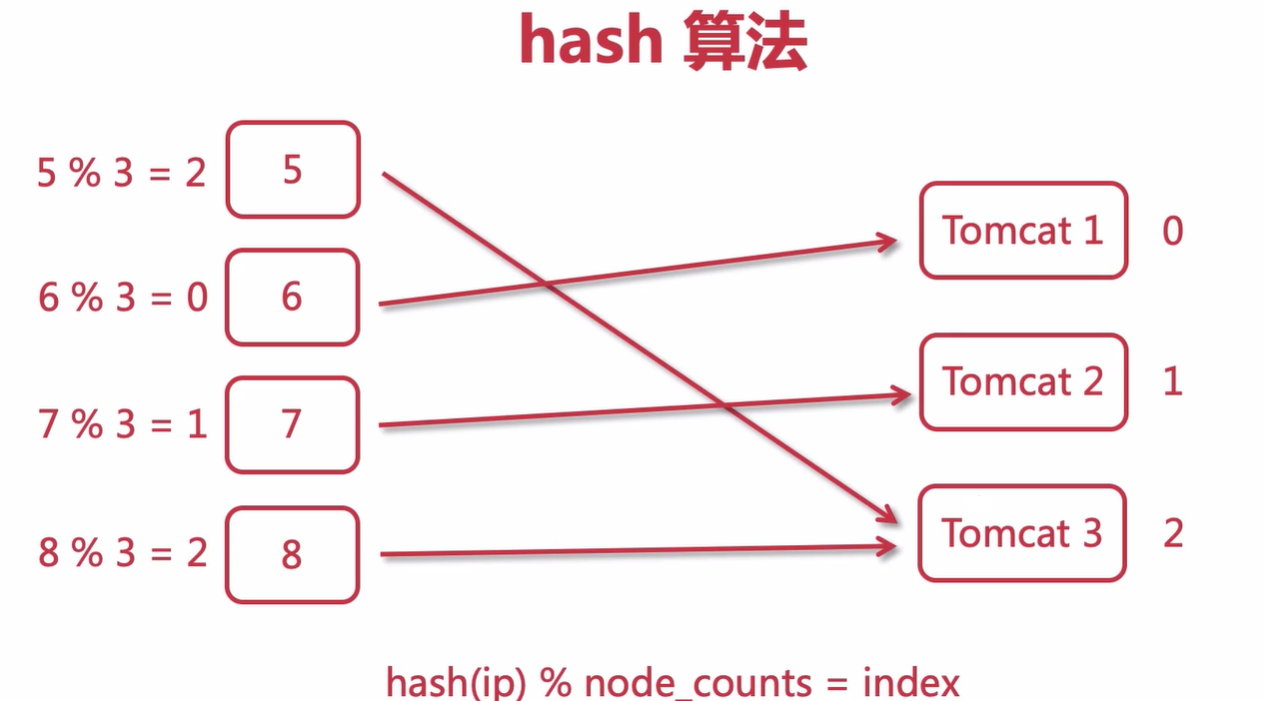 hash 算法
5 % 3 = 2
5
6 % 3 = 0
6
7 % 3 = 1
7
8 % 3 = 2
8
Tomcat 1
0
Tomcat 2
1
Tomcat 3
2
hash(ip) % node_counts = index